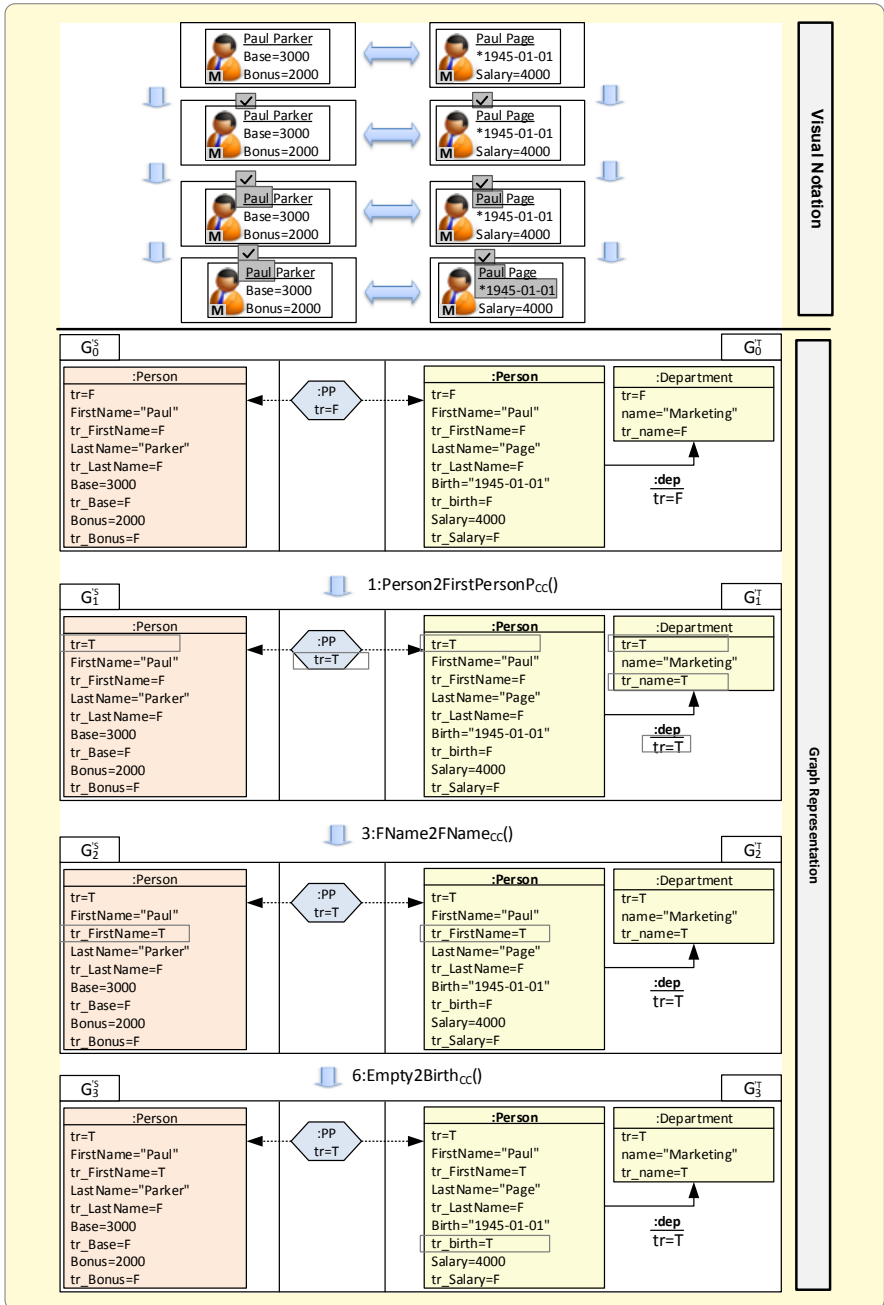 Paul Parker
Base=3000
Bonus=2000
M
Paul Page
*1945-01-01
Salary=4000
M
Paul Parker
Base=3000
Bonus=2000
M
Paul Page
*1945-01-01
Salary=4000
M
Paul Parker
Base=3000
Bonus=2000
M
Paul Page
*1945-01-01
Salary=4000
M
Paul Parker
Base=3000
Bonus=2000
M
Paul Page
*1945-01-01
Salary=4000
M
Visual Notation
G'S0
G'T0
:Person
tr=F
FirstName="Paul"
tr_FirstName=F
LastName="Parker"
tr_LastName=F
Base=3000
tr_Base=F
Bonus=2000
tr_Bonus=F
:PP
tr=F
:Person
tr=F
FirstName="Paul"
tr_FirstName=F
LastName="Page"
tr_LastName=F
Birth="1945-01-01"
tr_birth=F
Salary=4000
tr_Salary=F
:Department
tr=F
name="Marketing"
tr_name=F
:dep
tr=F
1:Person2FirstPersonPCC()
G'S1
G'T1
:Person
tr=T
FirstName="Paul"
tr_FirstName=F
LastName="Parker"
tr_LastName=F
Base=3000
tr_Base=F
Bonus=2000
tr_Bonus=F
:PP
tr=T
:Person
tr=T
FirstName="Paul"
tr_FirstName=F
LastName="Page"
tr_LastName=F
Birth="1945-01-01"
tr_birth=F
Salary=4000
tr_Salary=F
:Department
tr=T
name="Marketing"
tr_name=T
:dep
tr=T
3:FName2FNameCC()
G'S2
G'T2
:Person
tr=T
FirstName="Paul"
tr_FirstName=T
LastName="Parker"
tr_LastName=F
Base=3000
tr_Base=F
Bonus=2000
tr_Bonus=F
:PP
tr=T
:Person
tr=T
FirstName="Paul"
tr_FirstName=T
LastName="Page"
tr_LastName=F
Birth="1945-01-01"
tr_birth=F
Salary=4000
tr_Salary=F
:Department
tr=T
name="Marketing"
tr_name=T
:dep
tr=T
6:Empty2BirthCC()
G'S3
G'T3
:Person
tr=T
FirstName="Paul"
tr_FirstName=T
LastName="Parker"
tr_LastName=F
Base=3000
tr_Base=F
Bonus=2000
tr_Bonus=F
:PP
tr=T
:Person
tr=T
FirstName="Paul"
tr_FirstName=T
LastName="Page"
tr_LastName=F
Birth="1945-01-01"
tr_birth=T
Salary=4000
tr_Salary=F
:Department
tr=T
name="Marketing"
tr_name=T
:dep
tr=T
Graph Representation